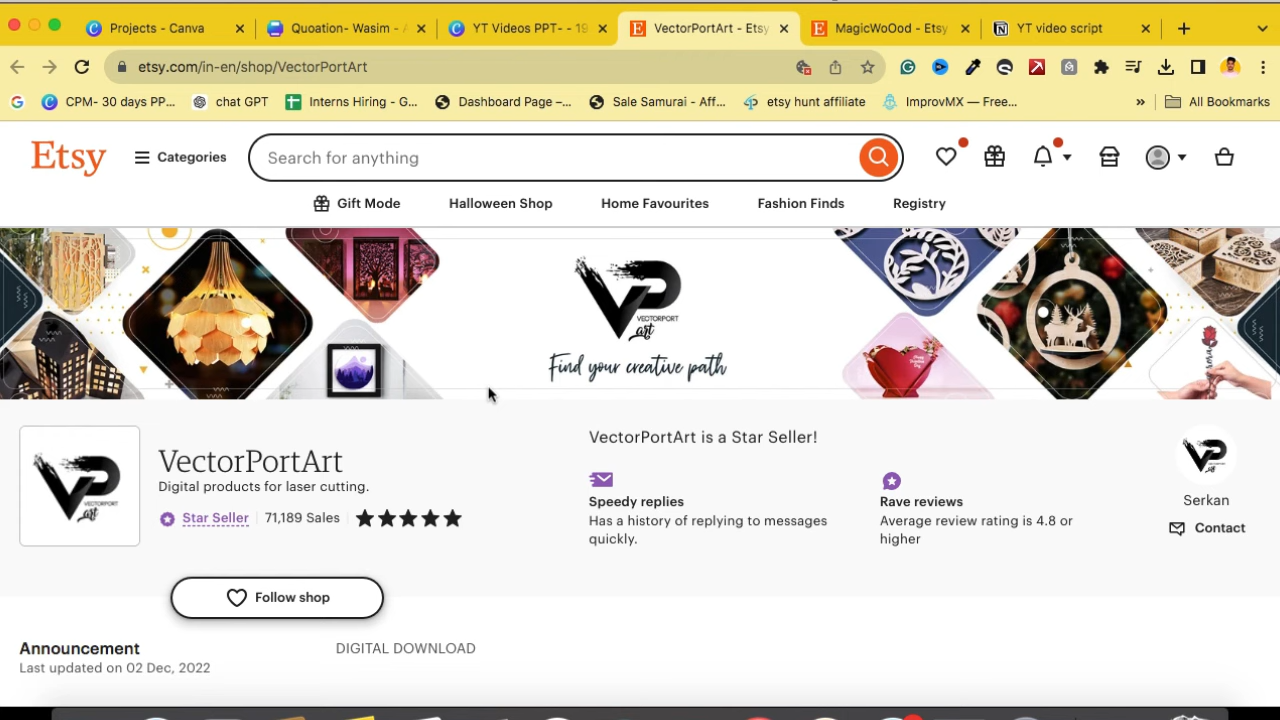 Projects - Canva
Quoation- Wasim - A
YT Videos PPT- - 19
VectorPortArt - Etsy
MagicWoOod - Etsy
YT video script
etsy.com/in-en/shop/VectorPortArt
CPM- 30 days PP...
chat GPT
Interns Hiring - G...
Dashboard Page –...
Sale Samurai - Aff...
etsy hunt affiliate
ImprovMX — Free...
»
All Bookmarks
Etsy
Categories
Search for anything
Gift Mode
Halloween Shop
Home Favourites
Fashion Finds
Registry
VP
VECTORPORT
art
Find your creative path
VP
VECTORPORT
art
VectorPortArt
Digital products for laser cutting.
Star Seller
71,189 Sales
Follow shop
VectorPortArt is a Star Seller!
Speedy replies
Has a history of replying to messages
quickly.
Rave reviews
Average review rating is 4.8 or
higher
VP
Serkan
Contact
Announcement
Last updated on 02 Dec, 2022
DIGITAL DOWNLOAD